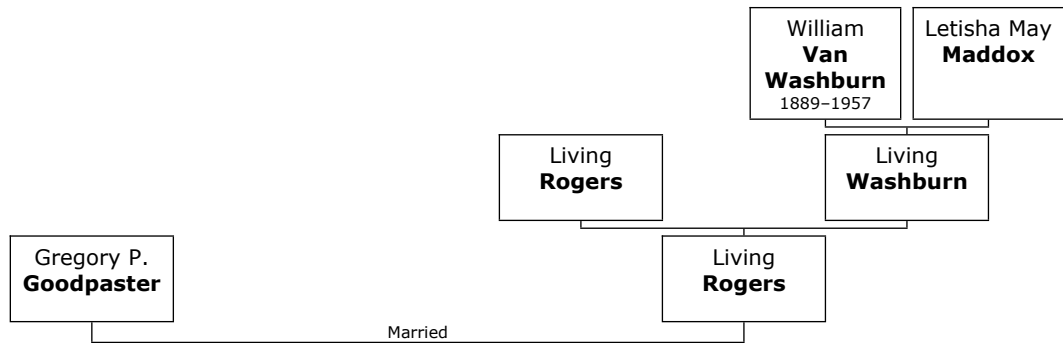 William
Van
Washburn
1889–1957
Letisha May
Maddox
Living
Rogers
Living
Washburn
Gregory P.
Goodpaster
Living
Rogers
Married